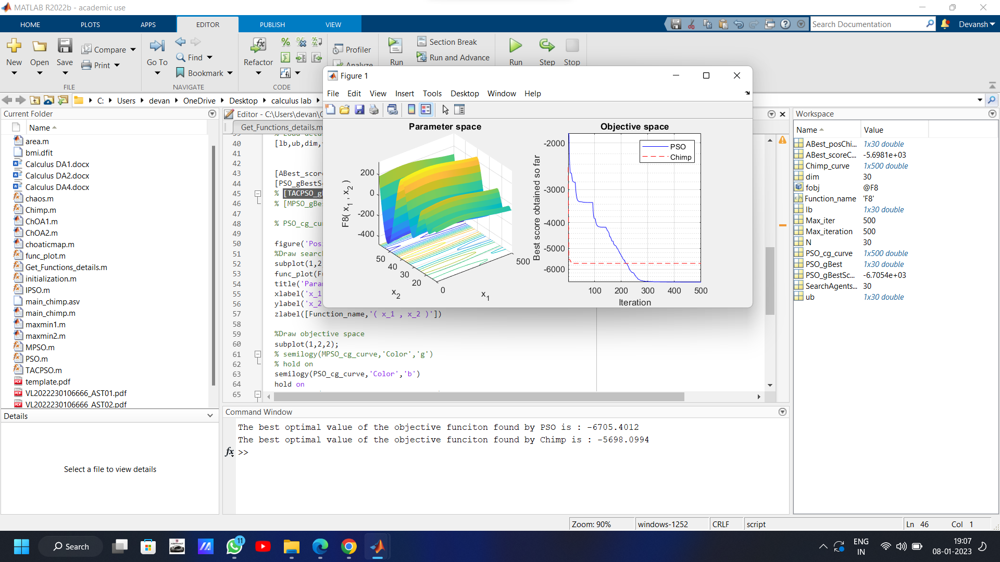 MATLAB R2022b - academic use
HOME PLOTS APPS EDITOR PUBLISH VIEW
Search Documentation
Devansh
New Open Save Compare Print
FILE
Go To Find Bookmark
NAVIGATE
Refactor
CODE
Profiler
Analyze
Run
Section Break
Run and Advance
Run Step Stop
C: Users devan OneDrive Desktop calculus lab
Current Folder
Name
area.m
bmi.dfit
Calculus DA1.docx
Calculus DA2.docx
Calculus DA4.docx
chaos.m
Chimp.m
ChOA1.m
ChOA2.m
choaticmap.m
func_plot.m
Get_Functions_details.m
initialization.m
IPSO.m
main_chimp.asv
main_chimp.m
maxmin1.m
maxmin2.m
MPSO.m
PSO.m
TACPSO.m
template.pdf
VL2022230106666_AST01.pdf
VL2022230106666_AST02.pdf
Details
Select a file to view details
Editor - C:\Users\devan\
Get_Functions_details.m
40 [lb,ub,dim,
41
42
43 [ABest_score
44 [PSO_gBestS
45 % [TACPSO_g
46 % [MPSO_gBe
47
48 % PSO_cg_cu
49
50 figure('Pos
51 %Draw searc
52 subplot(1,2
53 func_plot(F
54 title('Para
55 xlabel('x_1
56 ylabel('x_2
57 zlabel([Function_name,'( x_1 , x_2 )'])
58
59 %Draw objective space
60 subplot(1,2,2);
61 % semilogy(MPSO_cg_curve,'Color','g')
62 % hold on
63 semilogy(PSO_cg_curve,'Color','b')
64 hold on
65
Figure 1
File Edit View Insert Tools Desktop Window Help
Parameter space
F8( x1 , x2 )
200
0
-200
-400
50
40
30
20
0
500
x2
x1
Objective space
PSO
Chimp
Best score obtained so far
-2000
-3000
-4000
-5000
-6000
100 200 300 400 500
Iteration
Command Window
The best optimal value of the objective funciton found by PSO is : -6705.4012
The best optimal value of the objective funciton found by Chimp is : -5698.0994
fx >>
Workspace
Name Value
ABest_posChi... 1x30 double
ABest_scoreC... -5.6981e+03
Chimp_curve 1x500 double
dim 30
fobj @F8
Function_name 'F8'
lb 1x30 double
Max_iter 500
Max_iteration 500
N 30
PSO_cg_curve 1x500 double
PSO_gBest 1x30 double
PSO_gBestSc... -6.7054e+03
SearchAgents... 30
ub 1x30 double
Zoom: 90% windows-1252 CRLF script Ln 46 Col 1
Search
11
ENG
IN
19:07
08-01-2023